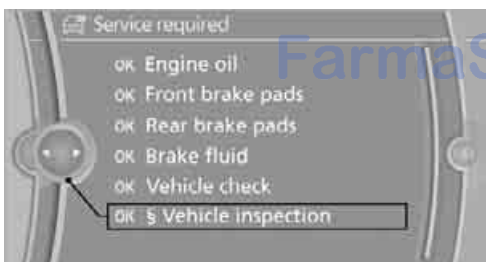 Service required
FarmaS
OK Engine oil
OK Front brake pads
OK Rear brake pads
OK Brake fluid
OK Vehicle check
OK § Vehicle inspection